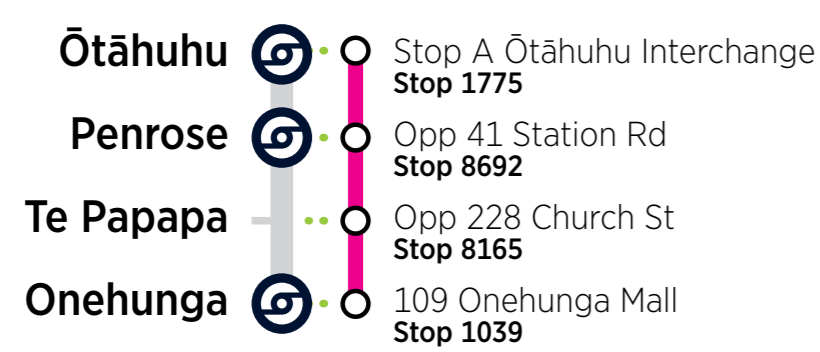 Ōtāhuhu
Stop A Ōtāhuhu Interchange
Stop 1775
Penrose
Opp 41 Station Rd
Stop 8692
Te Papapa
Opp 228 Church St
Stop 8165
Onehunga
109 Onehunga Mall
Stop 1039